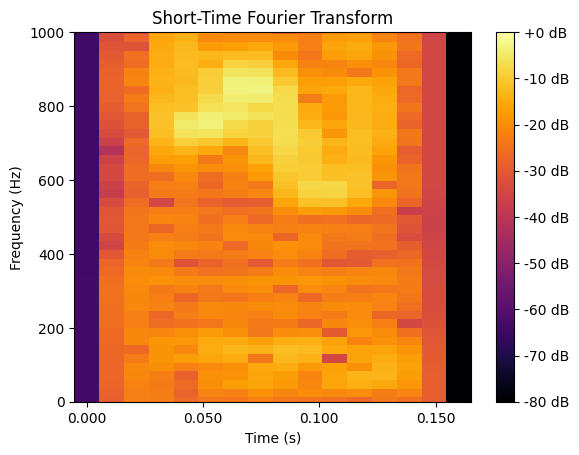 Short-Time Fourier Transform
1000
800
600
400
200
0
Frequency (Hz)
0.000
0.050
0.100
0.150
Time (s)
+0 dB
-10 dB
-20 dB
-30 dB
-40 dB
-50 dB
-60 dB
-70 dB
-80 dB